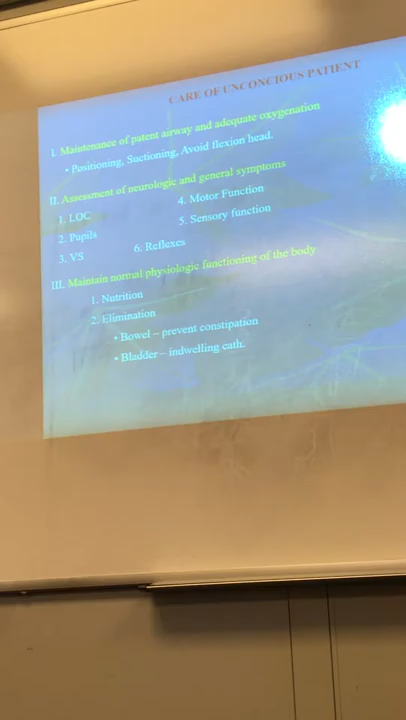 CARE OF UNCONCIOUS PATIENT
I. Maintenance of patent airway and adequate oxygenation
• Positioning, Suctioning, Avoid flexion head.
II. Assessment of neurologic and general symptoms
1. LOC 4. Motor Function
2. Pupils 5. Sensory function
3. VS 6. Reflexes
III. Maintain normal physiologic functioning of the body
1. Nutrition
2. Elimination
• Bowel – prevent constipation
• Bladder – indwelling cath.